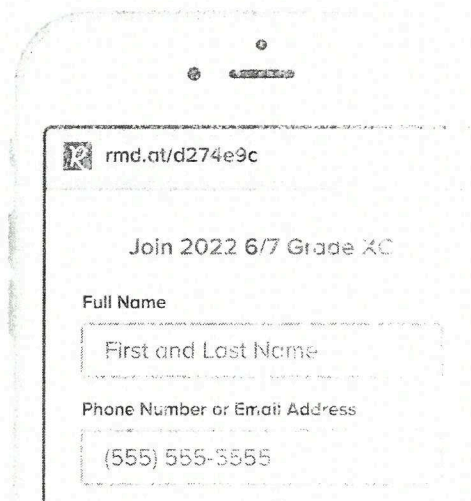 rmd.at/d274e9c
Join 2022 6/7 Grade XC
Full Name
First and Last Name
Phone Number or Email Address
(555) 555-5555